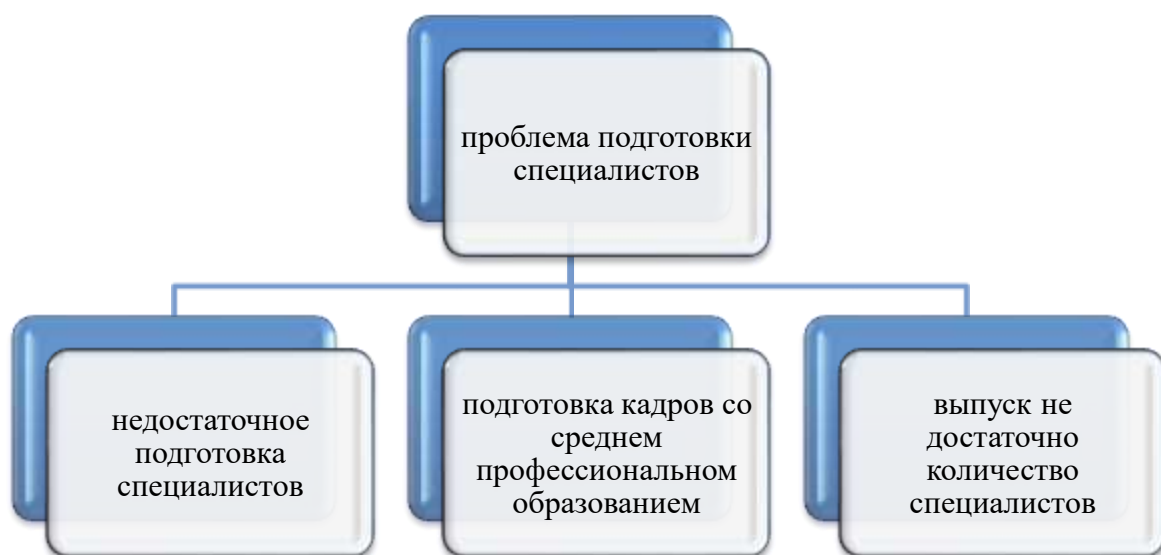 проблема подготовки
специалистов
недостаточное
подготовка
специалистов
подготовка кадров со
среднем
профессиональном
образованием
выпуск не
достаточно
количество
специалистов